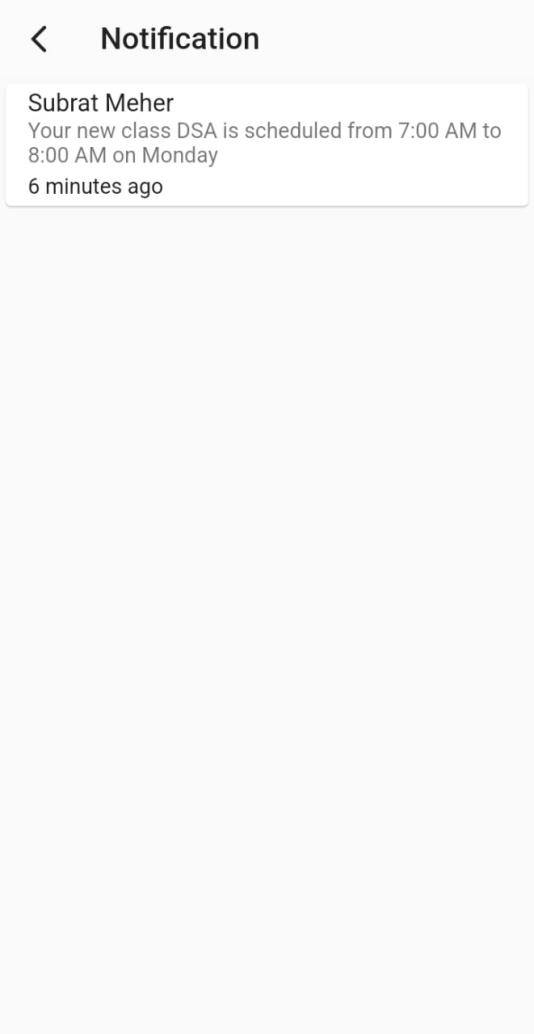 Notification
Subrat Meher
Your new class DSA is scheduled from 7:00 AM to
8:00 AM on Monday
6 minutes ago